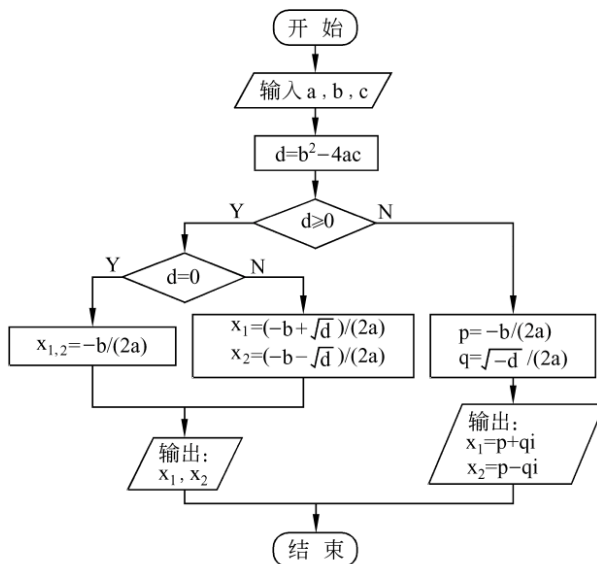 开 始
输入 a , b , c
d=b²−4ac
d≥0
Y
N
d=0
Y
N
x₁,₂=−b/(2a)
x₁=(−b+√d)/(2a)
x₂=(−b−√d)/(2a)
p=−b/(2a)
q=√−d/(2a)
输出:
x₁ , x₂
输出:
x₁=p+qi
x₂=p−qi
结 束